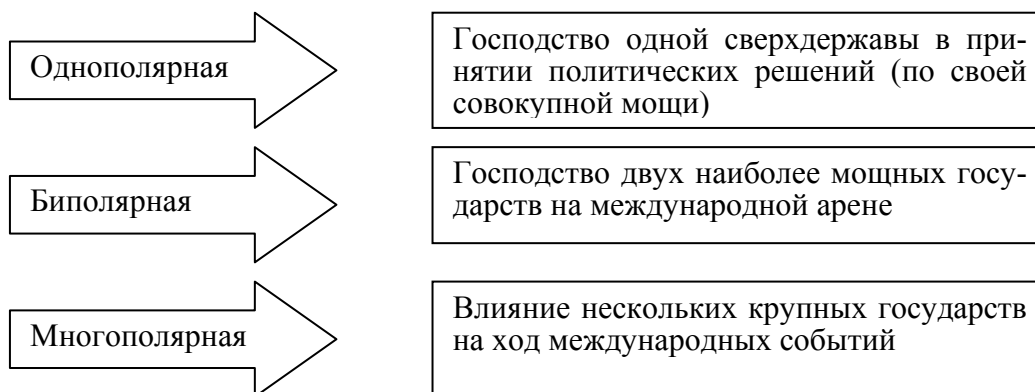 Однополярная
Господство одной сверхдержавы в при-
нятии политических решений (по своей
совокупной мощи)
Биполярная
Господство двух наиболее мощных госу-
дарств на международной арене
Многополярная
Влияние нескольких крупных государств
на ход международных событий